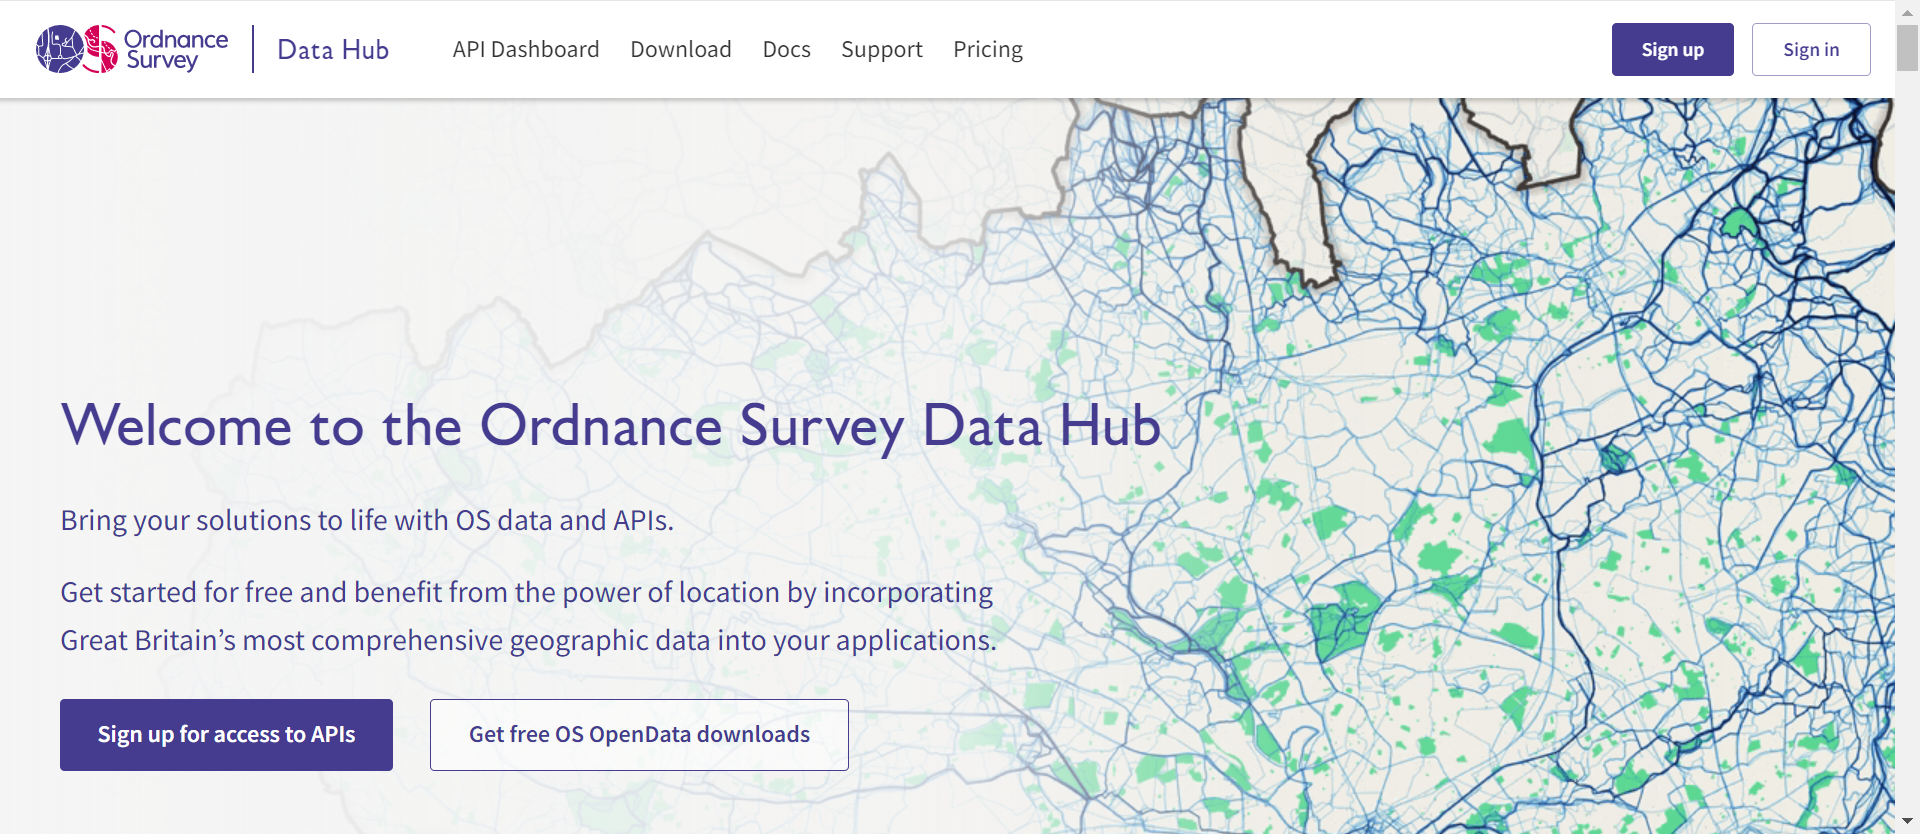 Ordnance Survey
Data Hub
API Dashboard
Download
Docs
Support
Pricing
Sign up
Sign in
Welcome to the Ordnance Survey Data Hub
Bring your solutions to life with OS data and APIs.
Get started for free and benefit from the power of location by incorporating
Great Britain’s most comprehensive geographic data into your applications.
Sign up for access to APIs
Get free OS OpenData downloads